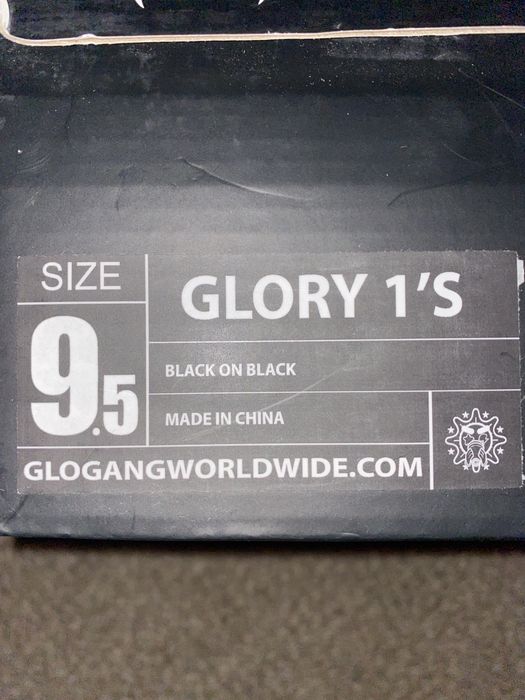 SIZE
9.5
GLORY 1'S
BLACK ON BLACK
MADE IN CHINA
GLOGANGWORLDWIDE.COM